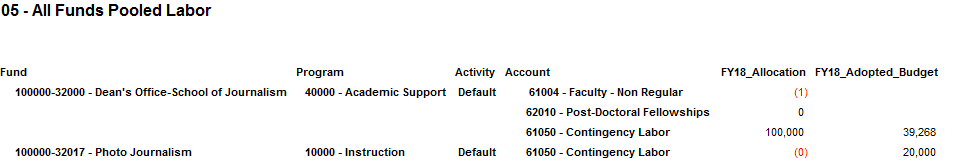 05 - All Funds Pooled Labor
Fund Program Activity Account FY18_Allocation FY18_Adopted_Budget
100000-32000 - Dean's Office-School of Journalism 40000 - Academic Support Default 61004 - Faculty - Non Regular (1)
62010 - Post-Doctoral Fellowships 0
61050 - Contingency Labor 100,000 39,268
100000-32017 - Photo Journalism 10000 - Instruction Default 61050 - Contingency Labor (0) 20,000